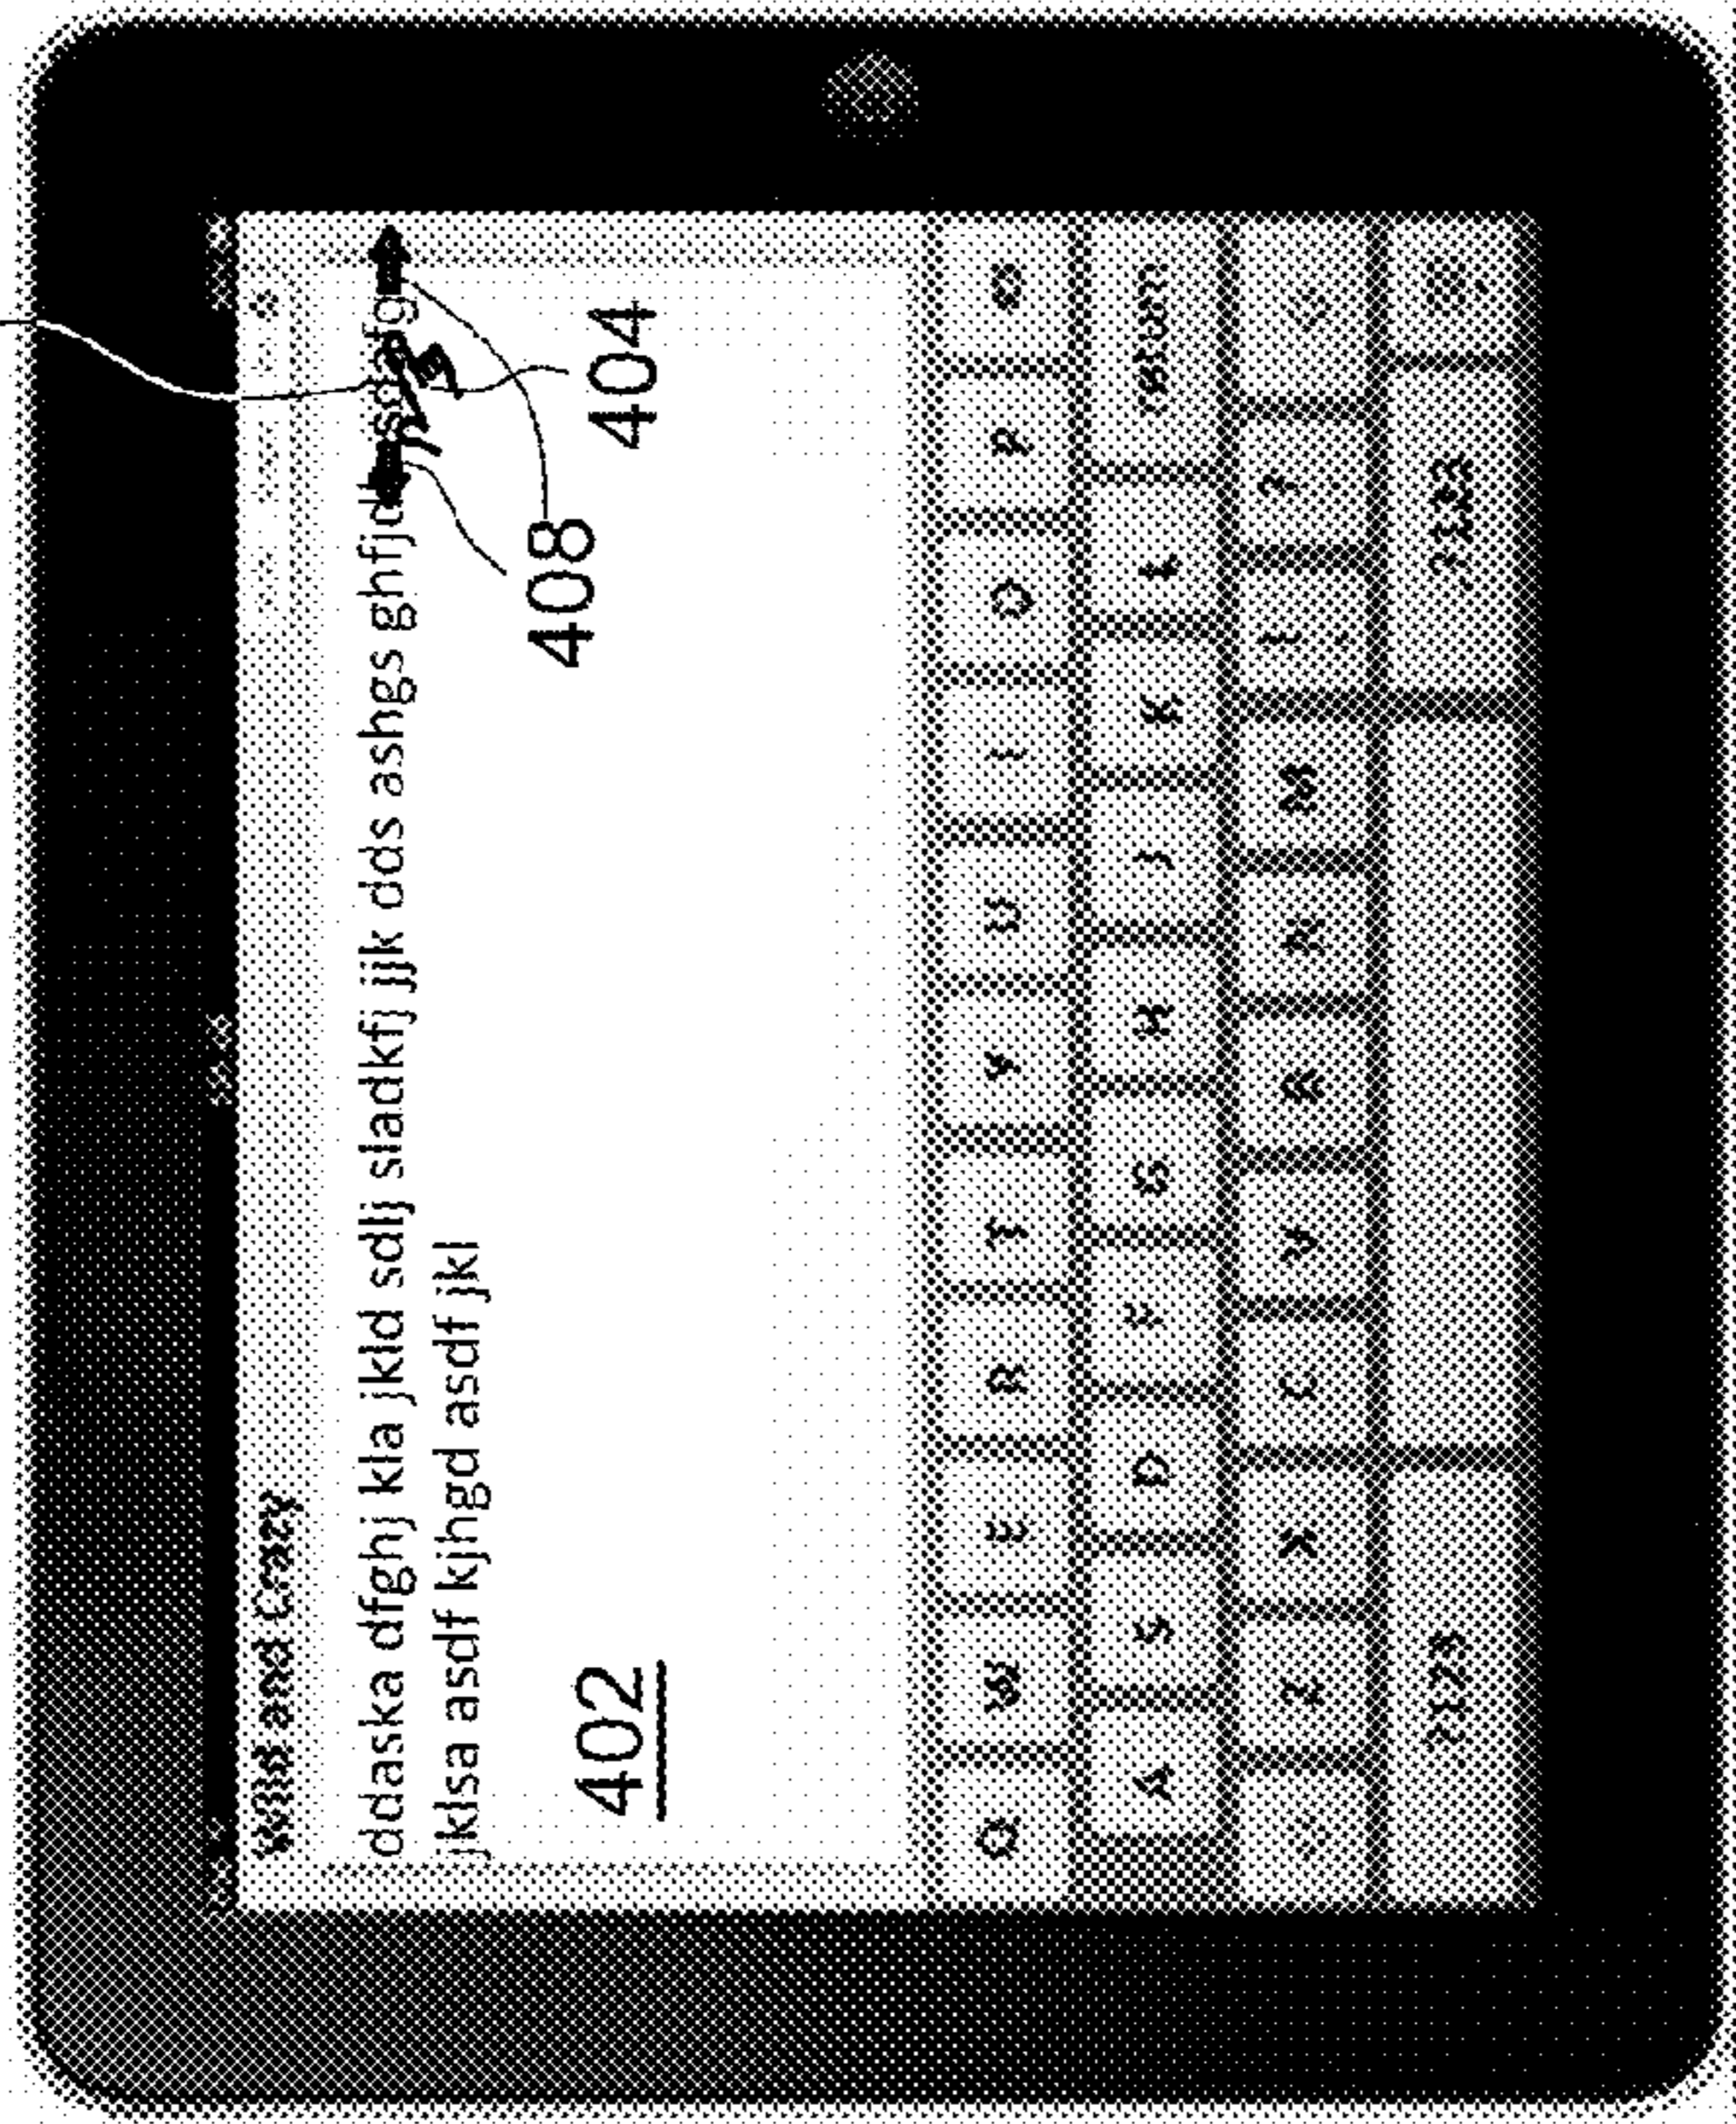 Wild and Crazy
ddaska dfghj kla jkld sdlj sladkfj jjk dds ashgs ghfjd
jklsa asdf kjhgd asdf jkl
404
408
402
Q W E R T Y U I O P
A S D F G H J K L return
Z X C V B N M ! ?
.?123 .?123